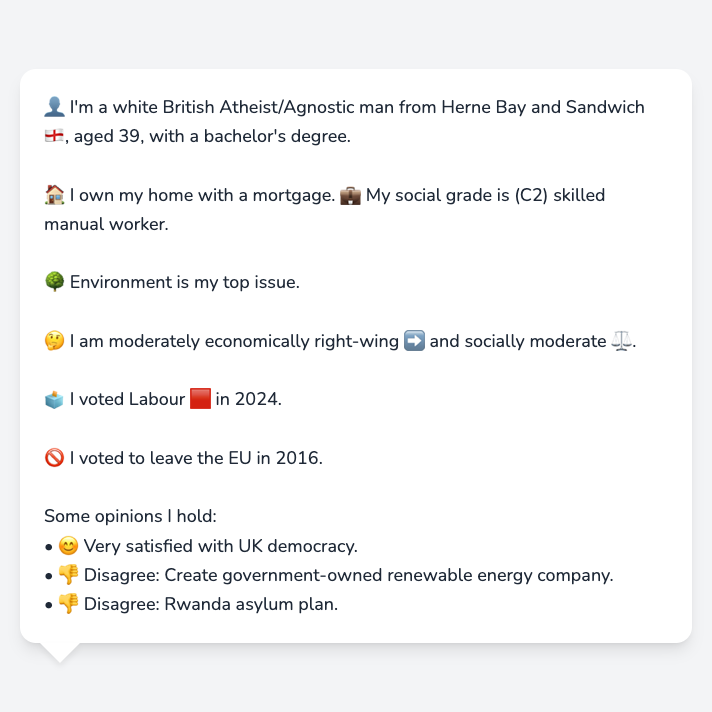 👤 I'm a white British Atheist/Agnostic man from Herne Bay and Sandwich
🏴󠁧󠁢󠁥󠁮󠁧󠁿, aged 39, with a bachelor's degree.
🏠 I own my home with a mortgage. 💼 My social grade is (C2) skilled
manual worker.
🌳 Environment is my top issue.
🤔 I am moderately economically right-wing ➡️ and socially moderate ⚖️.
🗳️ I voted Labour 🟥 in 2024.
🚫 I voted to leave the EU in 2016.
Some opinions I hold:
• 😊 Very satisfied with UK democracy.
• 👎 Disagree: Create government-owned renewable energy company.
• 👎 Disagree: Rwanda asylum plan.